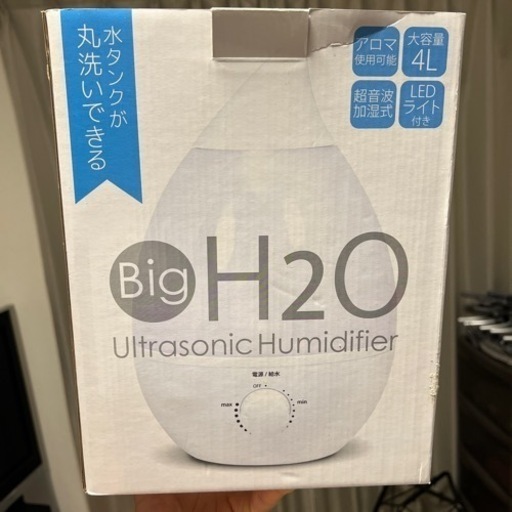 水タンクが
丸洗いできる
アロマ
使用可能
大容量
4L
超音波
加湿式
LED
ライト
付き
Big H2O
Ultrasonic Humidifier
電源/給水
OFF
max
min